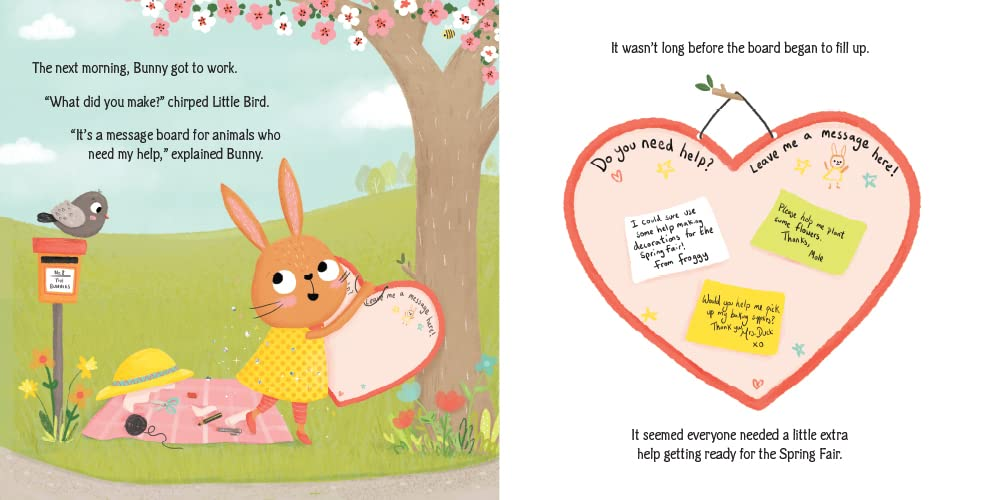 The next morning, Bunny got to work.
“What did you make?” chirped Little Bird.
“It’s a message board for animals who
need my help,” explained Bunny.
No. 2
The
Bunnies
Leave me a message here!
It wasn’t long before the board began to fill up.
Do you need help?
Leave me a message here!
I could sure use
some help making
decorations for the
Spring Fair!
from froggy
Please help me plant
some flowers.
Thanks,
Mole
Would you help me pick
up my baking supplies?
Thank you, Mrs. Duck
xo
It seemed everyone needed a little extra
help getting ready for the Spring Fair.